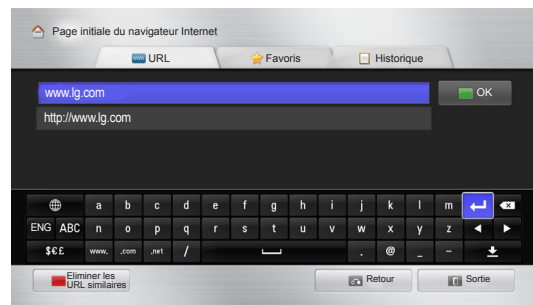 Page initiale du navigateur Internet
www URL Favoris Historique
www.lg.com OK
http://www.lg.com
a b c d e f g h i j k l m
ENG ABC n o p q r s t u v w x y z
$€£ www. .com .net / . @ _ -
Eliminer les
URL similaires
Retour Sortie